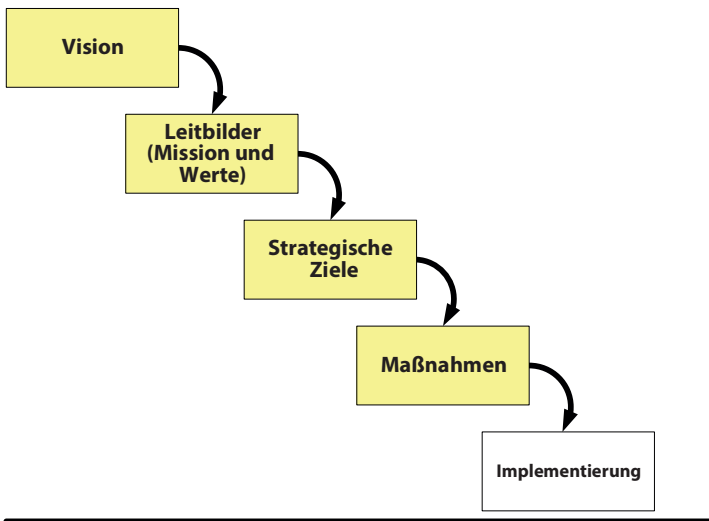 Vision
Leitbilder
(Mission und
Werte)
Strategische
Ziele
Maßnahmen
Implementierung